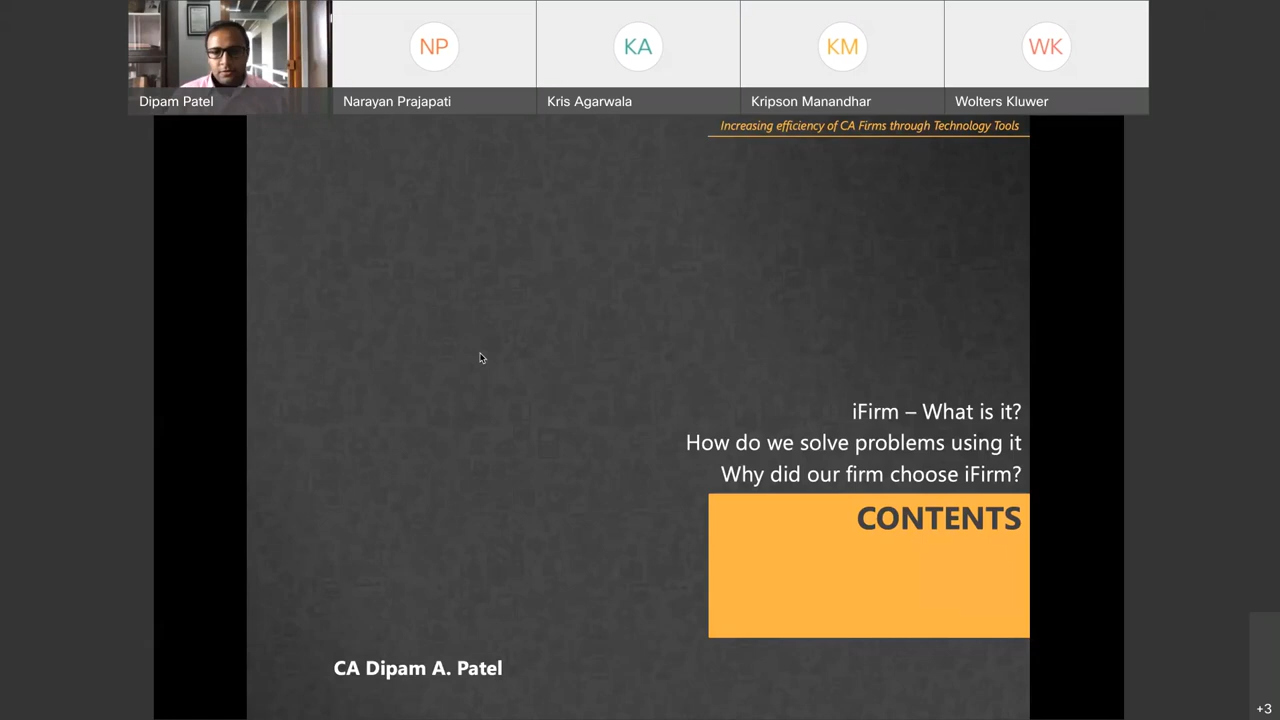 NP
KA
KM
WK
Dipam Patel
Narayan Prajapati
Kris Agarwala
Kripson Manandhar
Wolters Kluwer
Increasing efficiency of CA Firms through Technology Tools
iFirm – What is it?
How do we solve problems using it
Why did our firm choose iFirm?
CONTENTS
CA Dipam A. Patel
+3